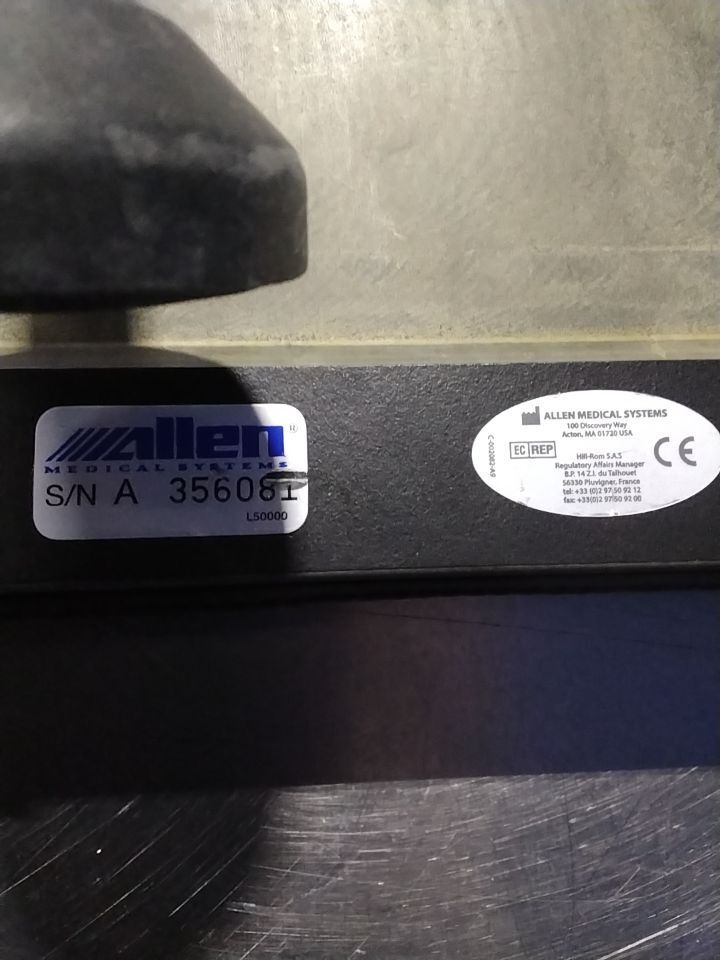 allen®
MEDICAL SYSTEMS
S/N A 356081
L50000
ALLEN MEDICAL SYSTEMS
100 Discovery Way
Acton, MA 01720 USA
EC REP
Hill-Rom S.A.S
Regulatory Affairs Manager
B.P. 14 Z.I. du Talhouet
56330 Pluvigner, France
tel: +33 (0)2 97 50 92 12
fax: +33(0)2 97 50 92 00
CE